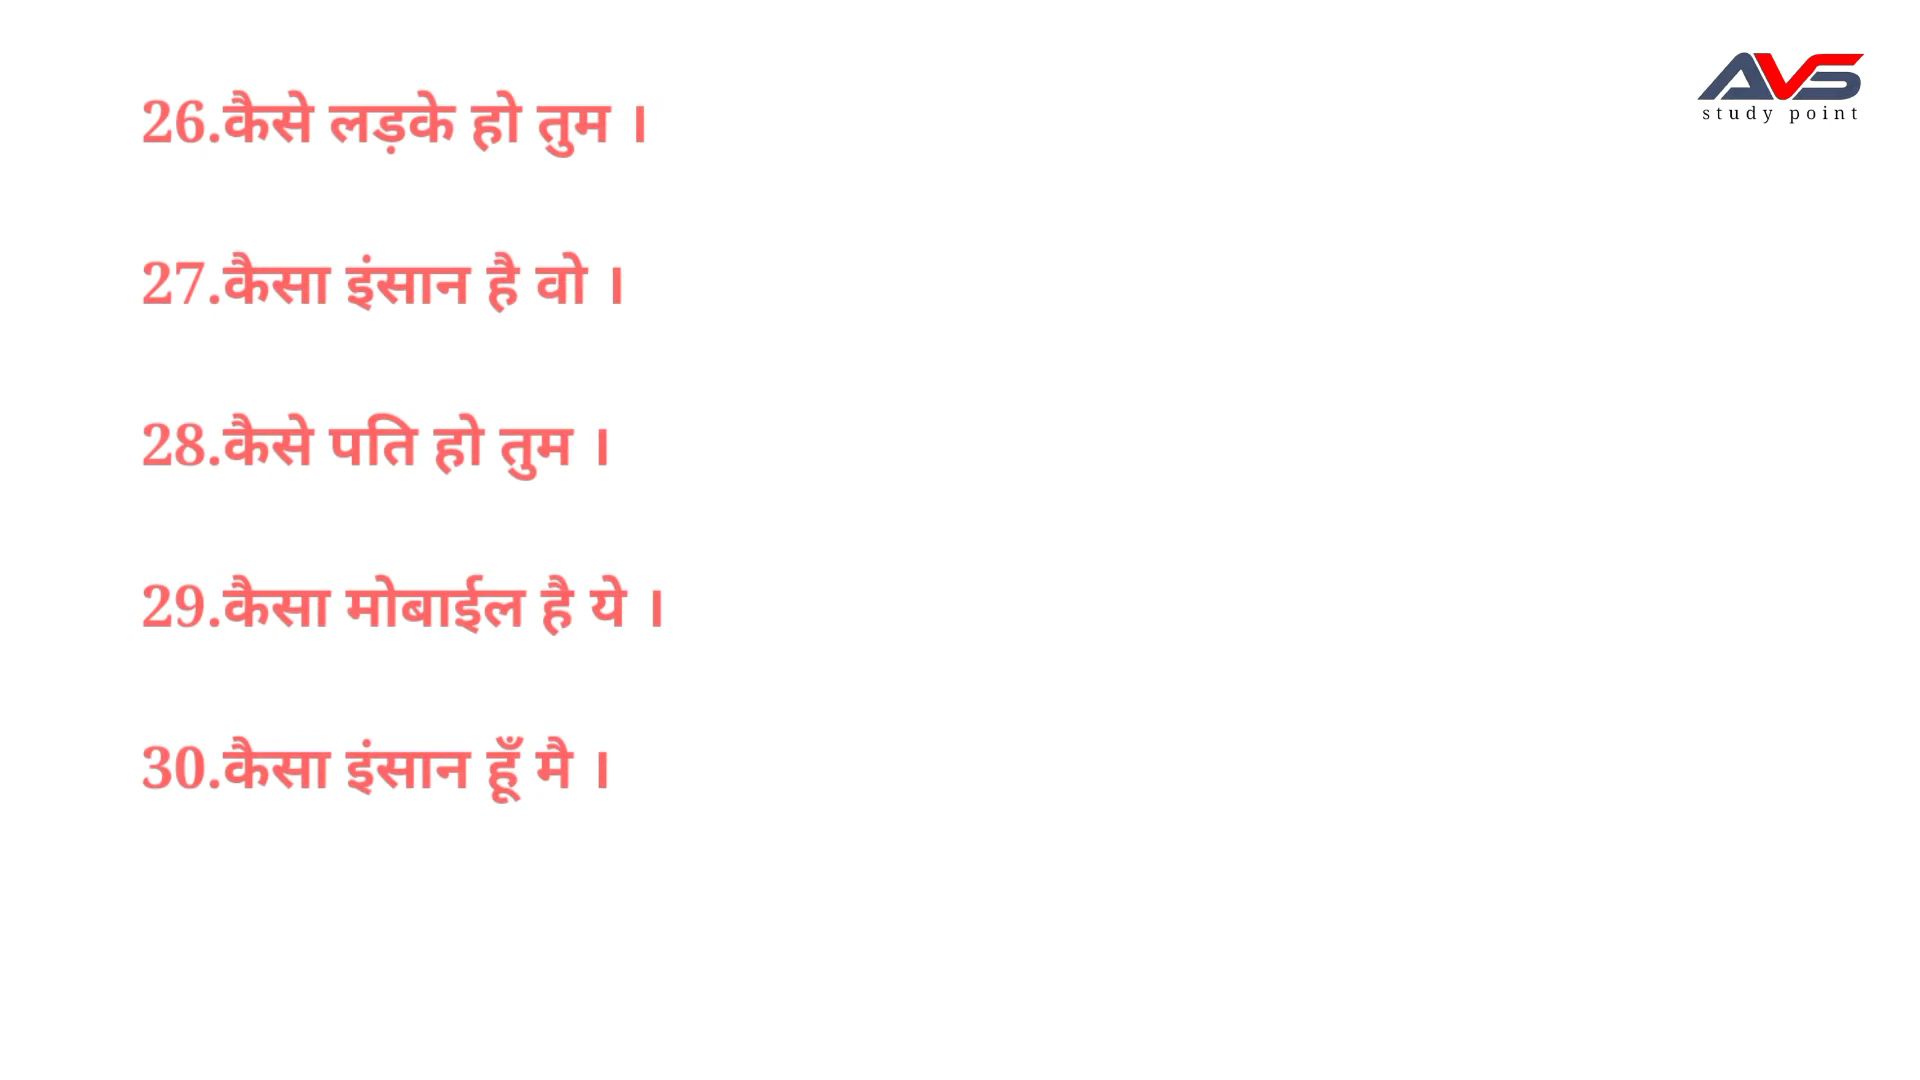 AVS
study point
26.कैसे लड़के हो तुम ।
27.कैसा इंसान है वो ।
28.कैसे पति हो तुम ।
29.कैसा मोबाईल है ये ।
30.कैसा इंसान हूँ मै ।